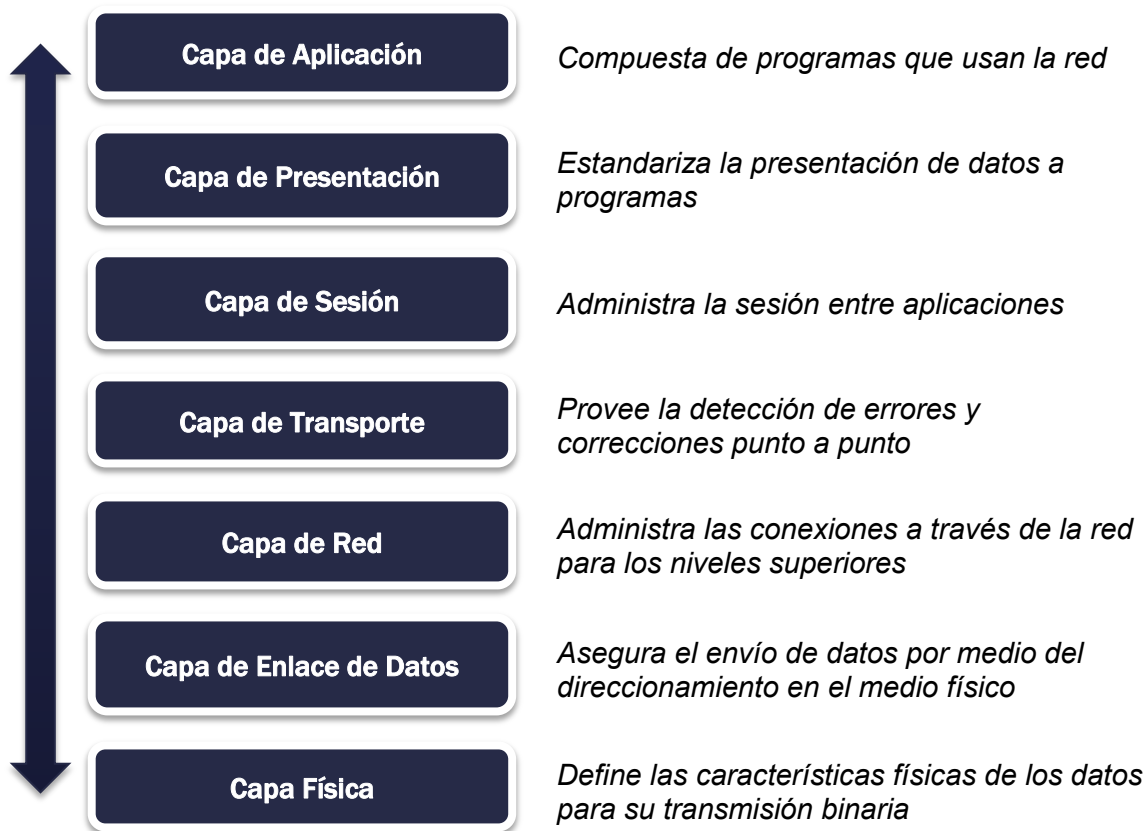 Capa de Aplicación
Compuesta de programas que usan la red
Capa de Presentación
Estandariza la presentación de datos a
programas
Capa de Sesión
Administra la sesión entre aplicaciones
Capa de Transporte
Provee la detección de errores y
correcciones punto a punto
Capa de Red
Administra las conexiones a través de la red
para los niveles superiores
Capa de Enlace de Datos
Asegura el envío de datos por medio del
direccionamiento en el medio físico
Capa Física
Define las características físicas de los datos
para su transmisión binaria